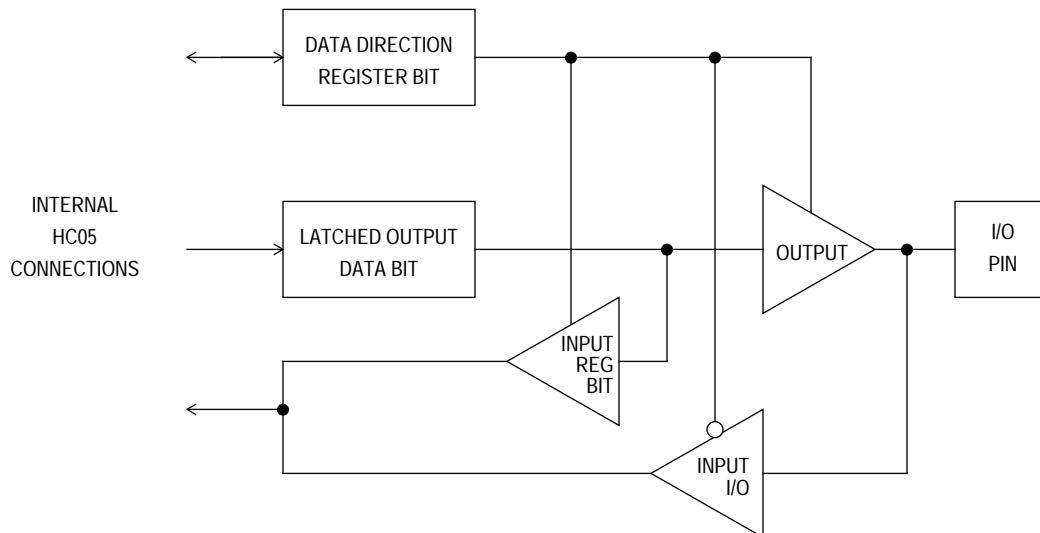 DATA DIRECTION
REGISTER BIT
INTERNAL
HC05
CONNECTIONS
LATCHED OUTPUT
DATA BIT
OUTPUT
I/O
PIN
INPUT
REG
BIT
INPUT
I/O